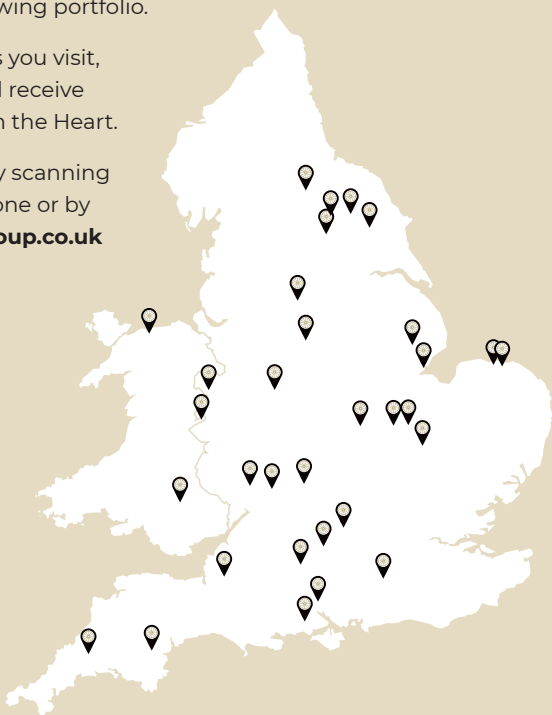 wing portfolio.
you visit,
receive
the Heart.
scanning
one or by
oup.co.uk